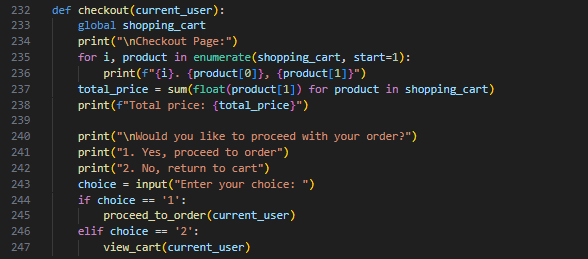 232 def checkout(current_user):
233     global shopping_cart
234     print("\nCheckout Page:")
235     for i, product in enumerate(shopping_cart, start=1):
236         print(f"{i}. {product[0]}, {product[1]}")
237     total_price = sum(float(product[1]) for product in shopping_cart)
238     print(f"Total price: {total_price}")
239
240     print("\nWould you like to proceed with your order?")
241     print("1. Yes, proceed to order")
242     print("2. No, return to cart")
243     choice = input("Enter your choice: ")
244     if choice == '1':
245         proceed_to_order(current_user)
246     elif choice == '2':
247         view_cart(current_user)